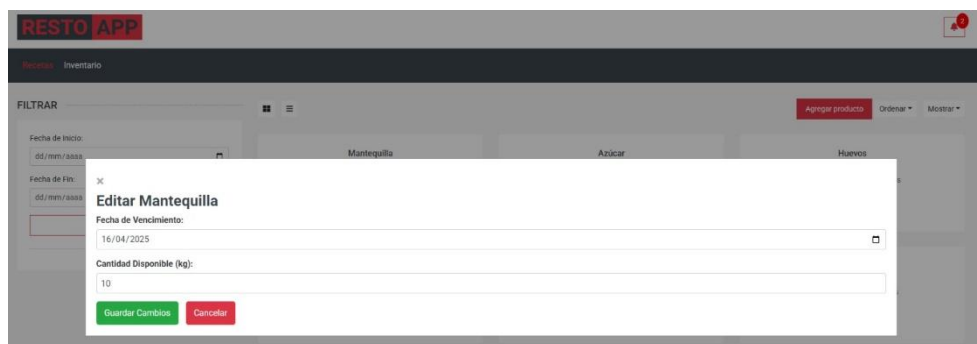 RESTO APP
2
Recetas Inventario
FILTRAR
Agregar producto Ordenar Mostrar
Fecha de Inicio:
dd/mm/aaaa
Mantequilla Azúcar Huevos
Fecha de Fin:
dd/mm/aaaa
×
Editar Mantequilla
Fecha de Vencimiento:
16/04/2025
Cantidad Disponible (kg):
10
Guardar Cambios Cancelar